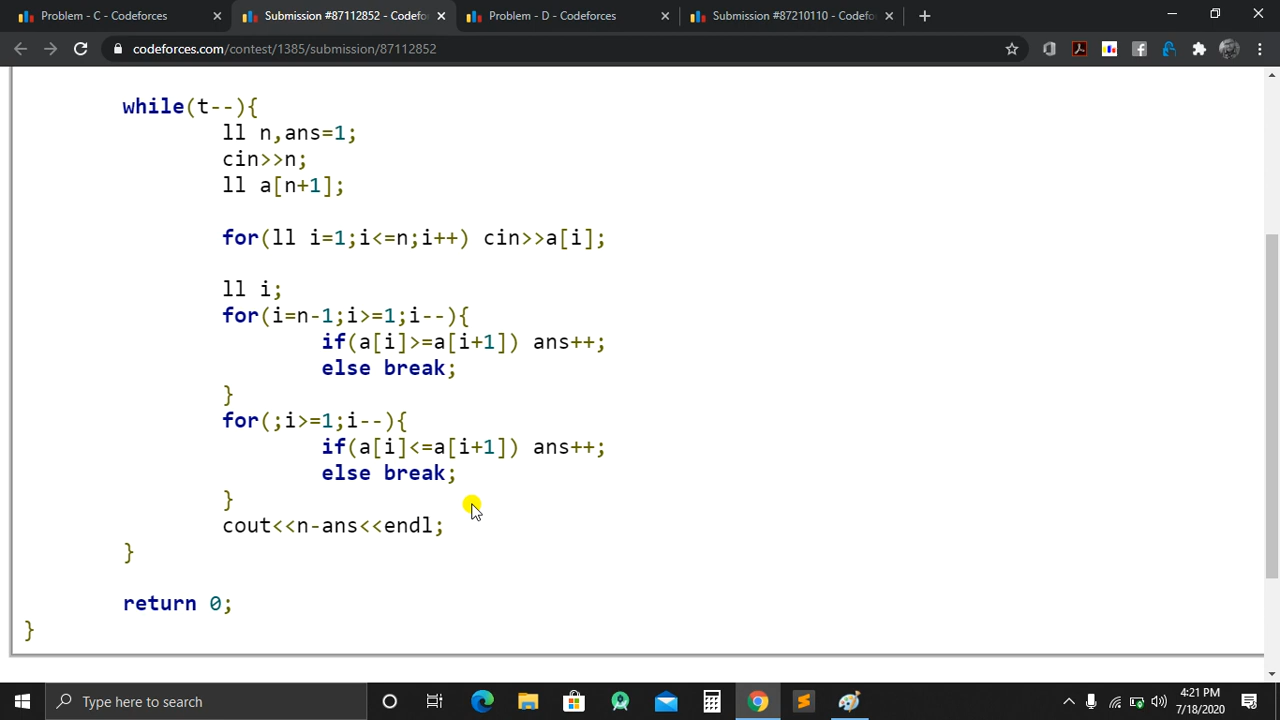 Problem - C - Codeforces
Submission #87112852 - Codefo
Problem - D - Codeforces
Submission #87210110 - Codefo
codeforces.com/contest/1385/submission/87112852
while(t--){
ll n,ans=1;
cin>>n;
ll a[n+1];
for(ll i=1;i<=n;i++) cin>>a[i];
ll i;
for(i=n-1;i>=1;i--){
if(a[i]>=a[i+1]) ans++;
else break;
}
for(;i>=1;i--){
if(a[i]<=a[i+1]) ans++;
else break;
}
cout<<n-ans<<endl;
}
return 0;
}
Type here to search
4:21 PM
7/18/2020